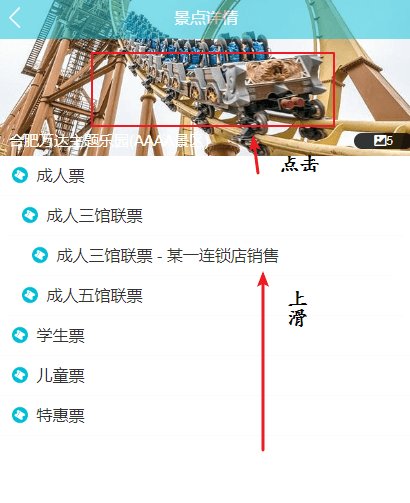 景点详情
合肥万达主题乐园(AAAA景区)
5
点击
成人票
成人三馆联票
成人三馆联票 - 某一连锁店销售
上滑
成人五馆联票
学生票
儿童票
特惠票